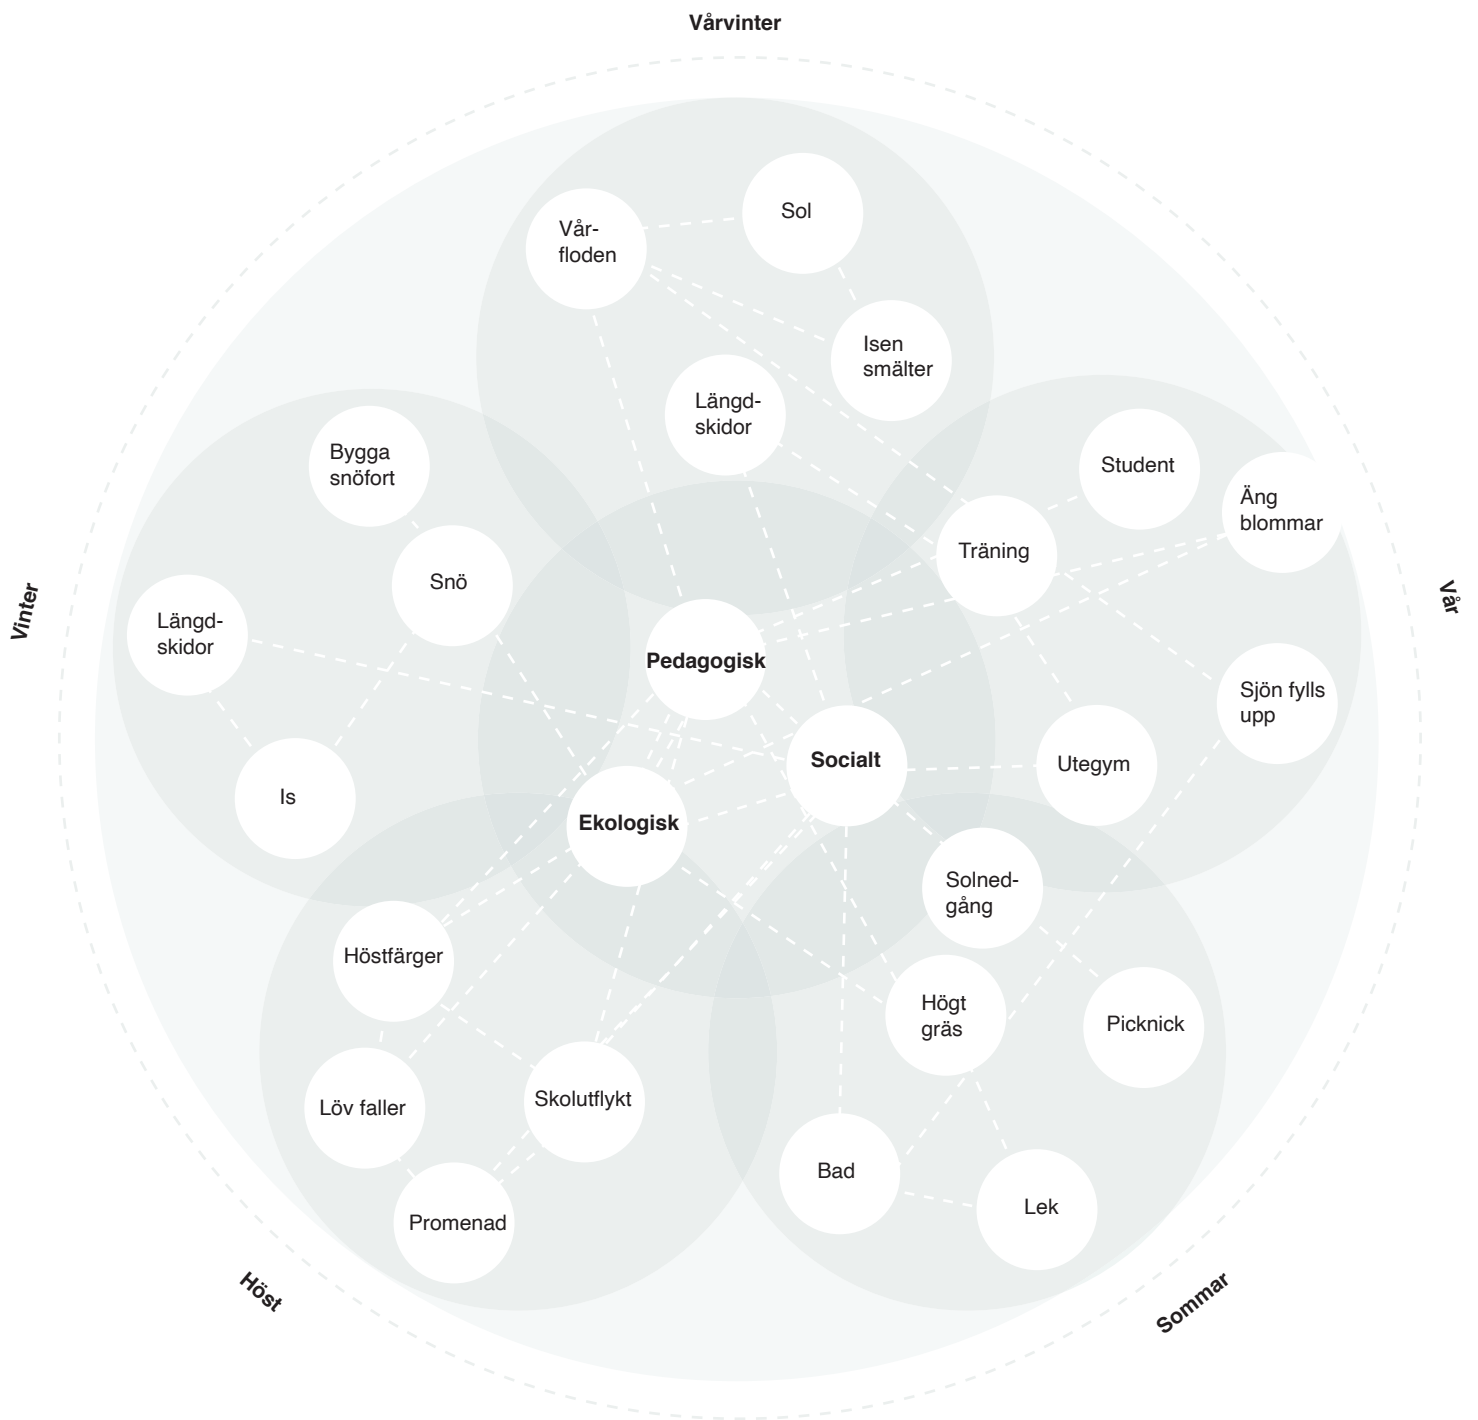 Vårvinter
Sol
Vår-
floden
Isen
smälter
Längd-
skidor
Bygga
snöfort
Student
Äng
blommar
Träning
Snö
Vinter
Vår
Längd-
skidor
Pedagogisk
Sjön fylls
upp
Socialt
Utegym
Is
Ekologisk
Solned-
gång
Höstfärger
Högt
gräs
Picknick
Löv faller
Skolutflykt
Bad
Lek
Promenad
Höst
Sommar